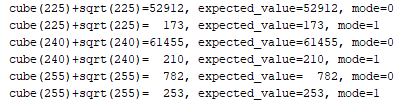 cube(225)+sqrt(225)=52912, expected_value=52912, mode=0
cube(225)+sqrt(225)=  173, expected_value=173, mode=1
cube(240)+sqrt(240)=61455, expected_value=61455, mode=0
cube(240)+sqrt(240)=  210, expected_value=210, mode=1
cube(255)+sqrt(255)=  782, expected_value=  782, mode=0
cube(255)+sqrt(255)=  253, expected_value=253, mode=1